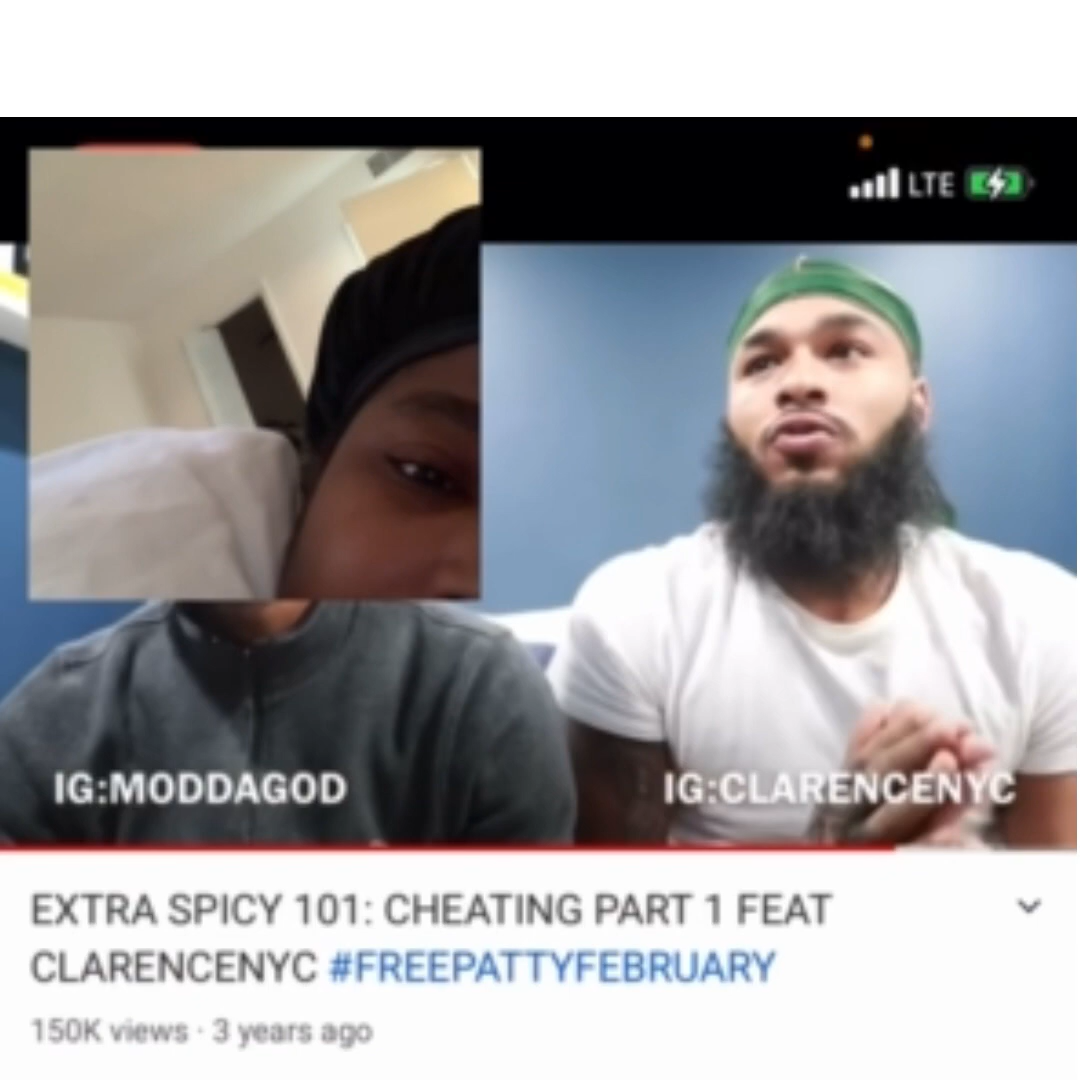 LTE
IG:MODDAGOD
IG:CLARENCENYC
EXTRA SPICY 101: CHEATING PART 1 FEAT
CLARENCENYC #FREEPATTYFEBRUARY
150K views · 3 years ago